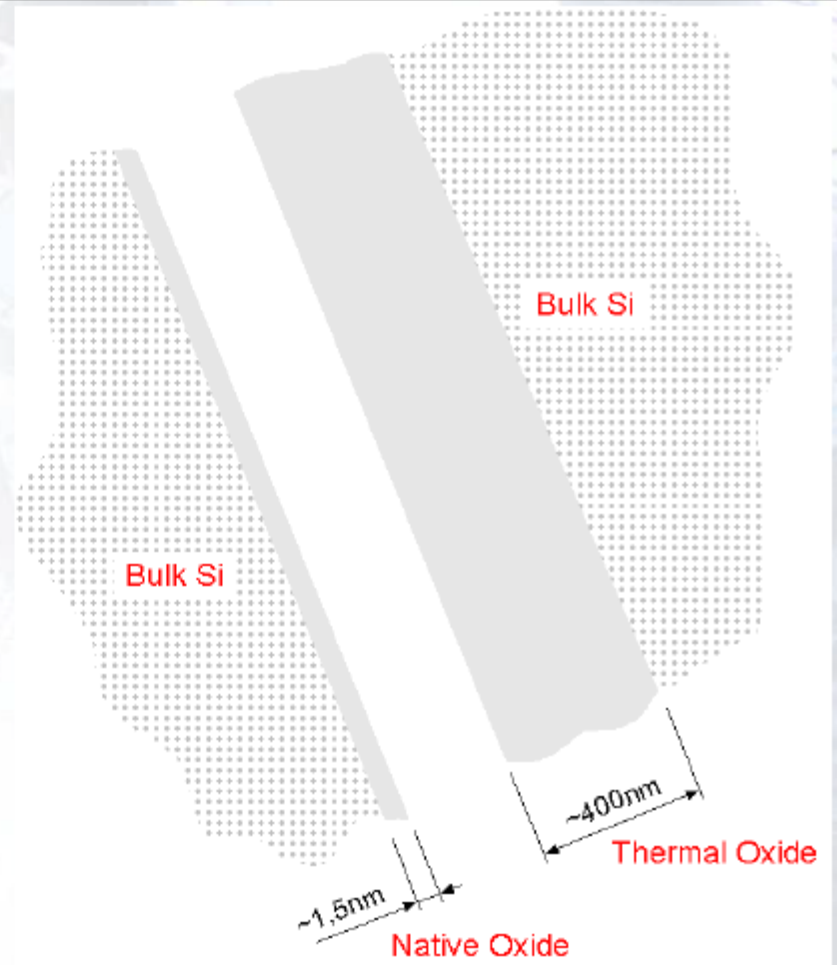 Bulk Si
Bulk Si
~400nm
Thermal Oxide
~1,5nm
Native Oxide